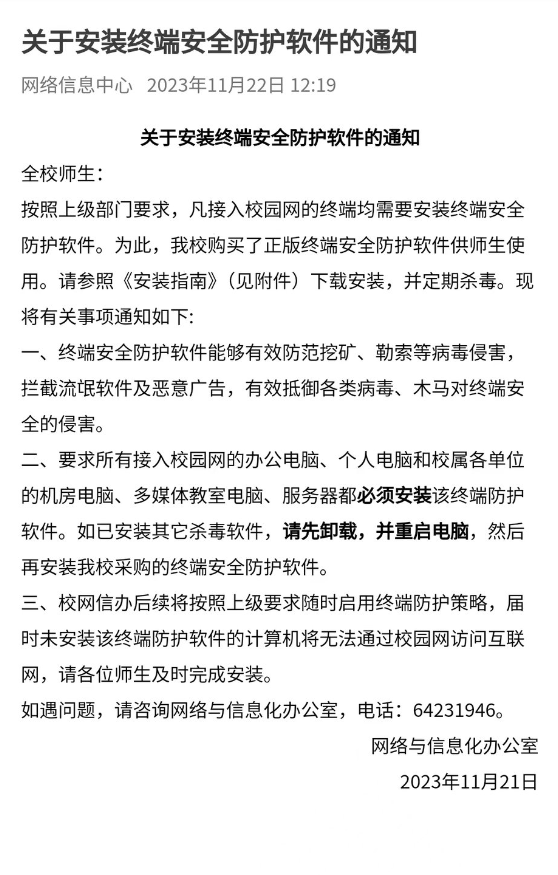 关于安装终端安全防护软件的通知
网络信息中心 2023年11月22日 12:19
关于安装终端安全防护软件的通知
全校师生：
按照上级部门要求，凡接入校园网的终端均需要安装终端安全
防护软件。为此，我校购买了正版终端安全防护软件供师生使
用。请参照《安装指南》（见附件）下载安装，并定期杀毒。现
将有关事项通知如下:
一、终端安全防护软件能够有效防范挖矿、勒索等病毒侵害，
拦截流氓软件及恶意广告，有效抵御各类病毒、木马对终端安
全的侵害。
二、要求所有接入校园网的办公电脑、个人电脑和校属各单位
的机房电脑、多媒体教室电脑、服务器都必须安装该终端防护
软件。如已安装其它杀毒软件，请先卸载，并重启电脑，然后
再安装我校采购的终端安全防护软件。
三、校网信办后续将按照上级要求随时启用终端防护策略，届
时未安装该终端防护软件的计算机将无法通过校园网访问互联
网，请各位师生及时完成安装。
如遇问题，请咨询网络与信息化办公室，电话：64231946。
网络与信息化办公室
2023年11月21日